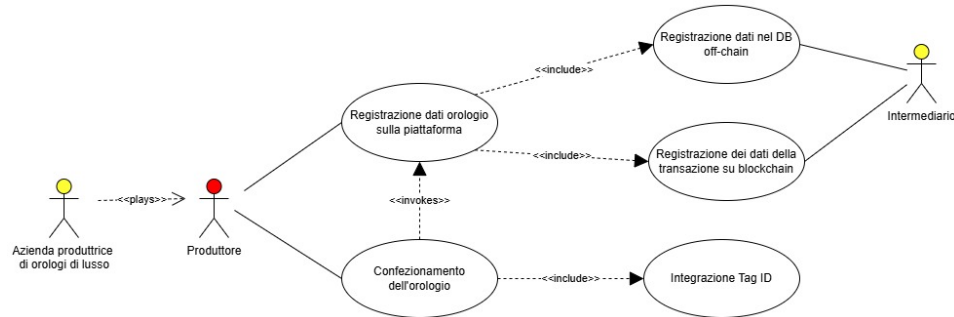 Registrazione dati nel DB
off-chain
<<include>>
Intermediario
Registrazione dati orologio
sulla piattaforma
<<include>>
Registrazione dei dati della
transazione su blockchain
<<plays>>
<<invokes>>
Azienda produttrice
di orologi di lusso
Produttore
Confezionamento
dell'orologio
<<include>>
Integrazione Tag ID